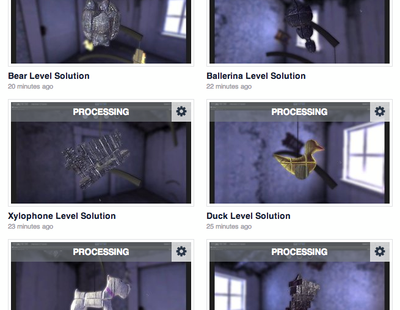 Bear Level Solution
20 minutes ago
Ballerina Level Solution
22 minutes ago
PROCESSING
PROCESSING
Xylophone Level Solution
23 minutes ago
Duck Level Solution
25 minutes ago
PROCESSING
PROCESSING